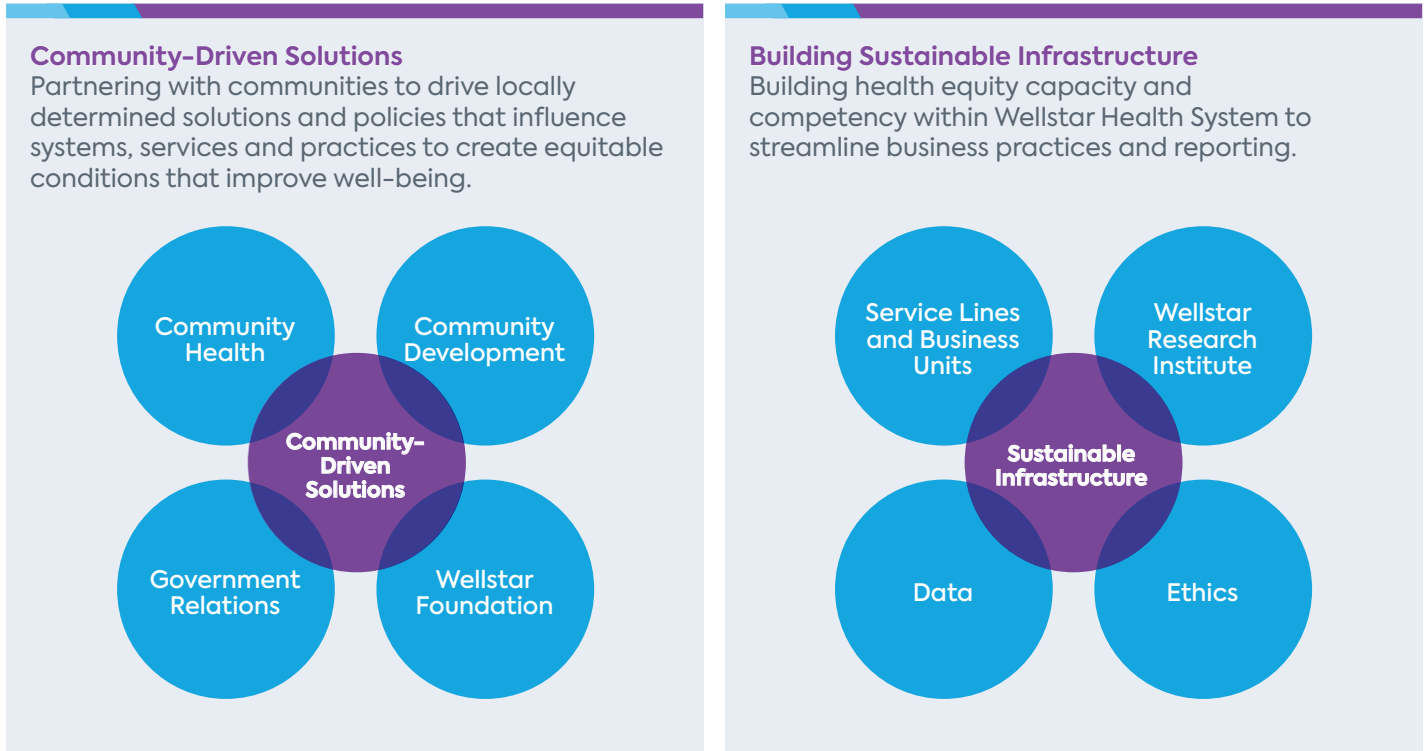 Community-Driven Solutions
Partnering with communities to drive locally
determined solutions and policies that influence
systems, services and practices to create equitable
conditions that improve well-being.
Community
Health
Community
Development
Community-
Driven
Solutions
Government
Relations
Wellstar
Foundation
Building Sustainable Infrastructure
Building health equity capacity and
competency within Wellstar Health System to
streamline business practices and reporting.
Service Lines
and Business
Units
Wellstar
Research
Institute
Sustainable
Infrastructure
Data
Ethics